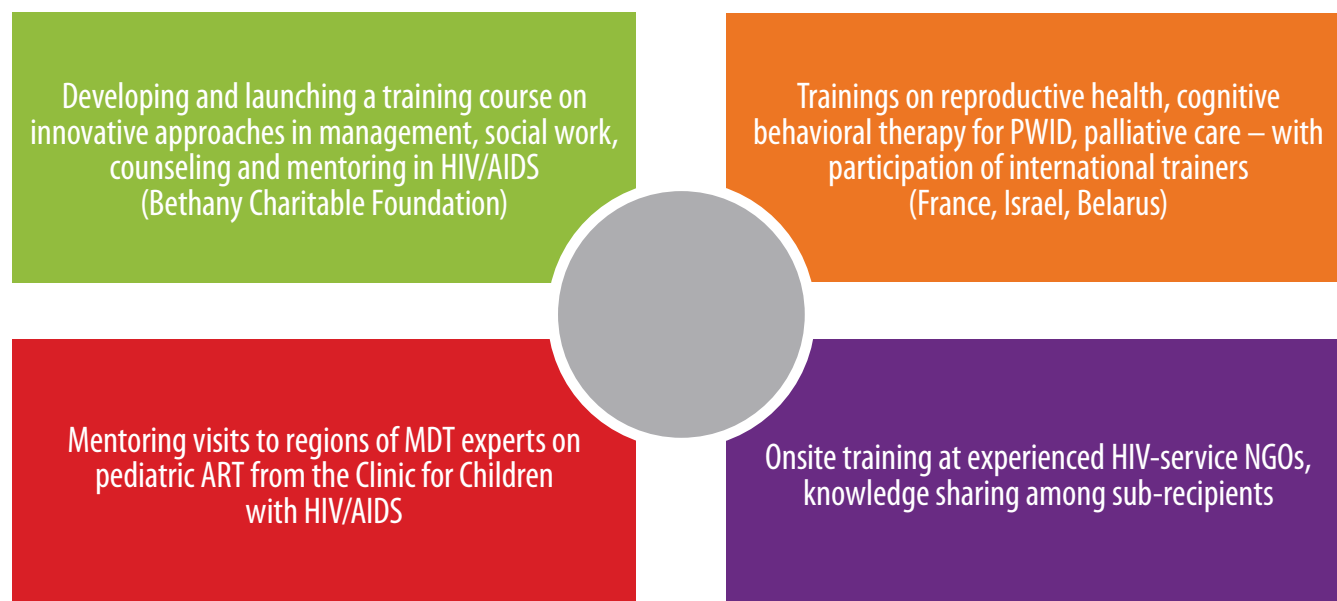 Developing and launching a training course on
innovative approaches in management, social work,
counseling and mentoring in HIV/AIDS
(Bethany Charitable Foundation)
Trainings on reproductive health, cognitive
behavioral therapy for PWID, palliative care – with
participation of international trainers
(France, Israel, Belarus)
Mentoring visits to regions of MDT experts on
pediatric ART from the Clinic for Children
with HIV/AIDS
Onsite training at experienced HIV-service NGOs,
knowledge sharing among sub-recipients